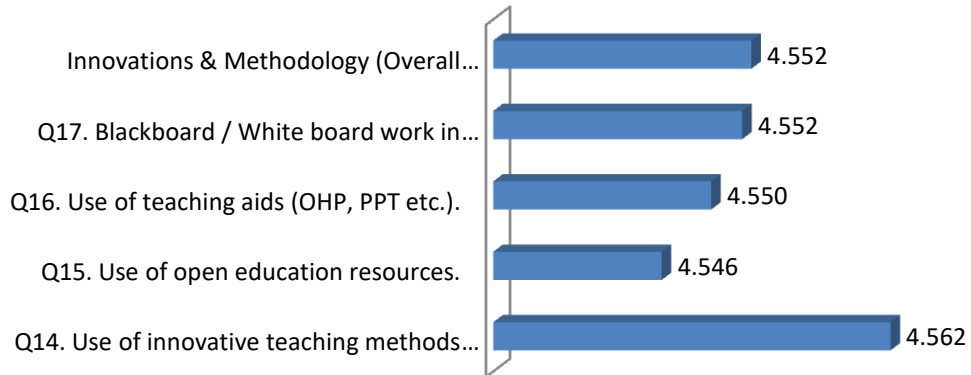 Innovations & Methodology (Overall...
4.552
Q17. Blackboard / White board work in...
4.552
Q16. Use of teaching aids (OHP, PPT etc.).
4.550
Q15. Use of open education resources.
4.546
Q14. Use of innovative teaching methods...
4.562